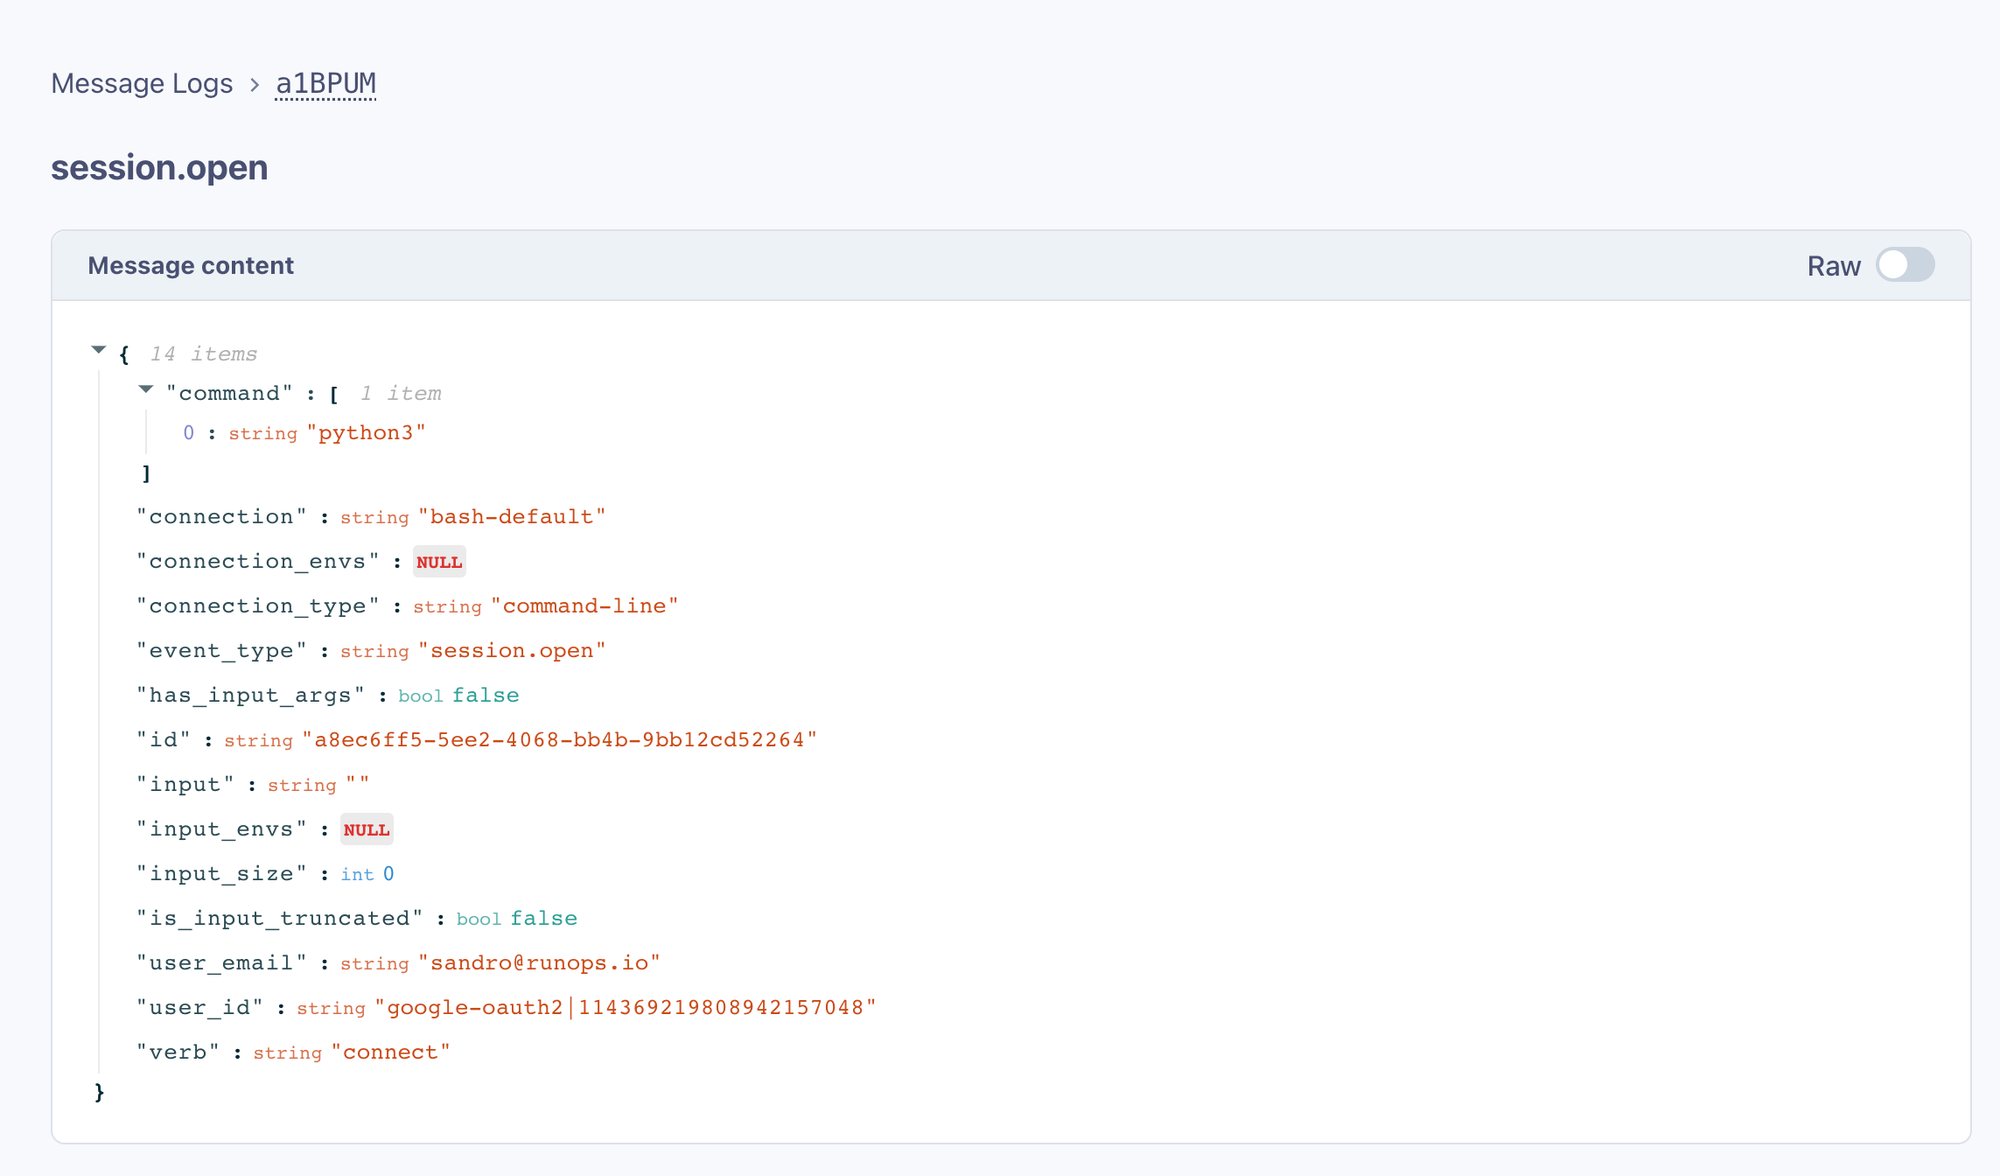 Message Logs > a1BPUM
session.open
Message content Raw
{ 14 items
"command" : [ 1 item
0 : string "python3"
]
"connection" : string "bash-default"
"connection_envs" : NULL
"connection_type" : string "command-line"
"event_type" : string "session.open"
"has_input_args" : bool false
"id" : string "a8ec6ff5-5ee2-4068-bb4b-9bb12cd52264"
"input" : string ""
"input_envs" : NULL
"input_size" : int 0
"is_input_truncated" : bool false
"user_email" : string "sandro@runops.io"
"user_id" : string "google-oauth2|114369219808942157048"
"verb" : string "connect"
}